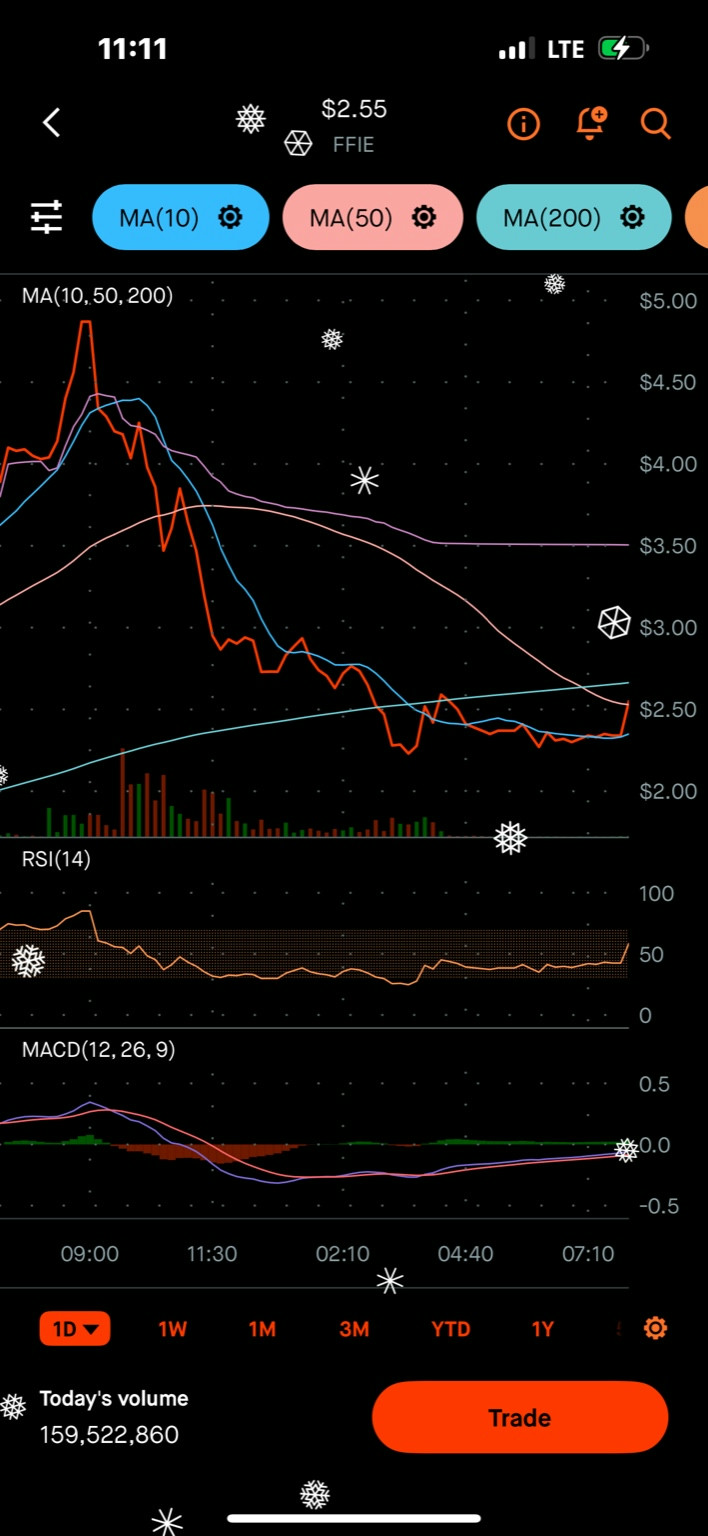 11:11
LTE
$2.55
FFIE
MA(10)
MA(50)
MA(200)
MA(10,50,200)
$5.00
$4.50
$4.00
$3.50
$3.00
$2.50
$2.00
RSI(14)
100
50
0
MACD(12,26,9)
0.5
0.0
-0.5
09:00 11:30 02:10 04:40 07:10
1D 1W 1M 3M YTD 1Y
Today's volume
159,522,860
Trade